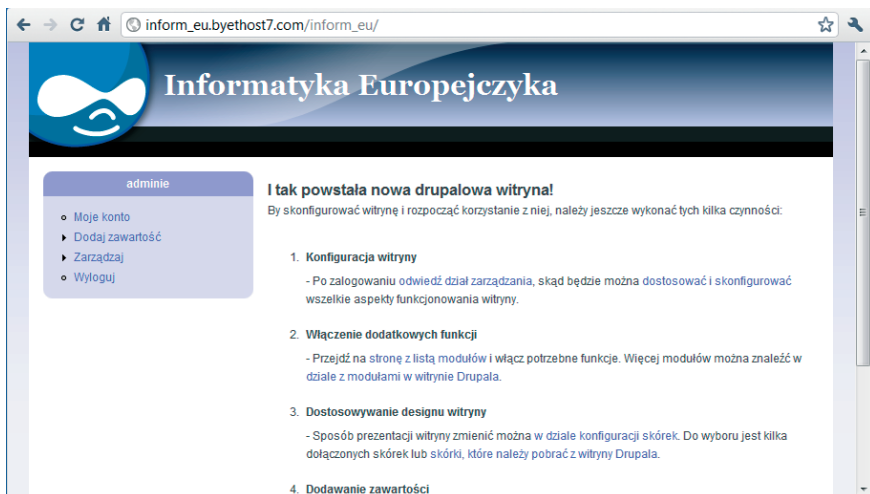 inform_eu.byethost7.com/inform_eu/
Informatyka Europejczyka
adminie
Moje konto
Dodaj zawartość
Zarządzaj
Wyloguj
I tak powstała nowa drupalowa witryna!
By skonfigurować witrynę i rozpocząć korzystanie z niej, należy jeszcze wykonać tych kilka czynności:
1. Konfiguracja witryny
- Po zalogowaniu odwiedź dział zarządzania, skąd będzie można dostosować i skonfigurować
wszelkie aspekty funkcjonowania witryny.
2. Włączenie dodatkowych funkcji
- Przejdź na stronę z listą modułów i włącz potrzebne funkcje. Więcej modułów można znaleźć w
dziale z modułami w witrynie Drupala.
3. Dostosowywanie designu witryny
- Sposób prezentacji witryny zmienić można w dziale konfiguracji skórek. Do wyboru jest kilka
dołączonych skórek lub skórki, które należy pobrać z witryny Drupala.
4. Dodawanie zawartości